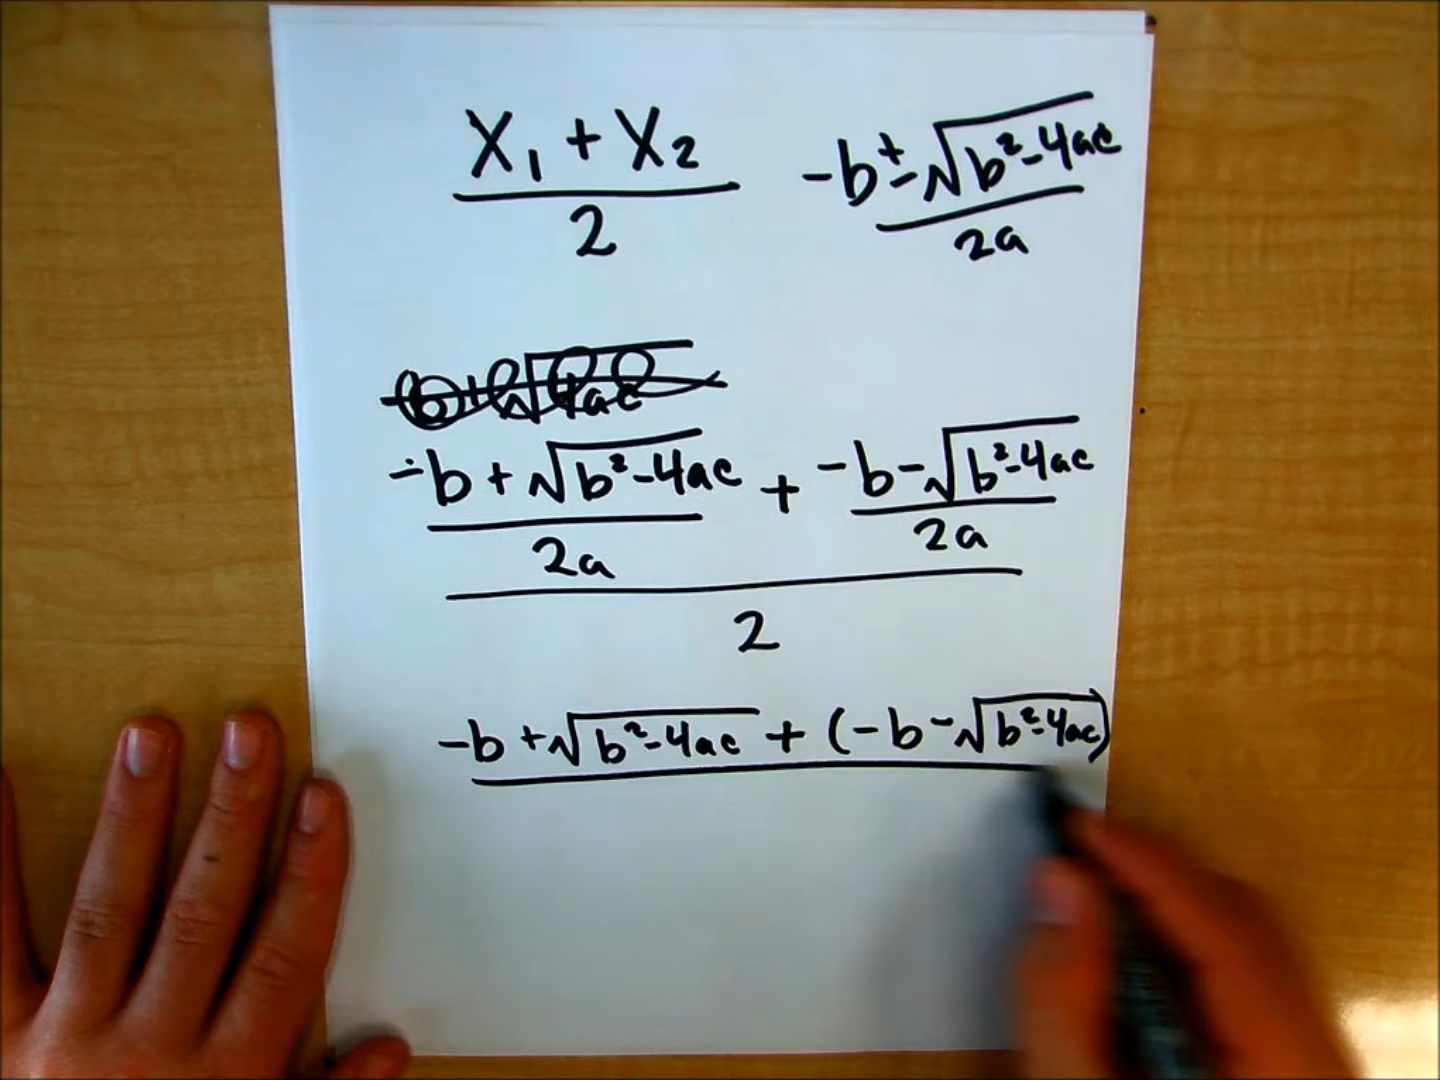 X₁ + X₂
2
-b ± √b²-4ac
2a
-b + √b²-4ac + -b-√b²-4ac
2a 2a
2
-b +√b²-4ac + (-b-√b²-4ac)